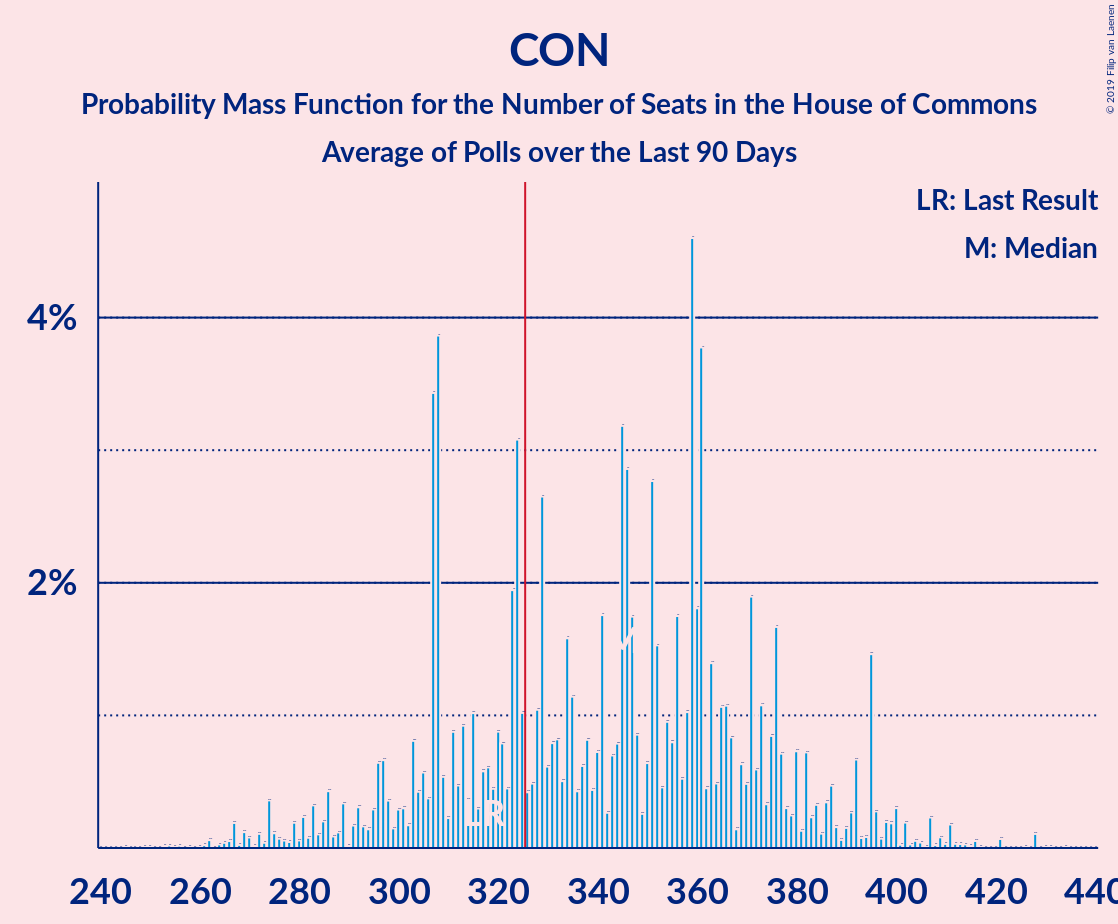 CON
Probability Mass Function for the Number of Seats in the House of Commons
Average of Polls over the Last 90 Days
© 2019 Filip van Laenen
LR: Last Result
M: Median
4%
2%
LR
240 260 280 300 320 340 360 380 400 420 440